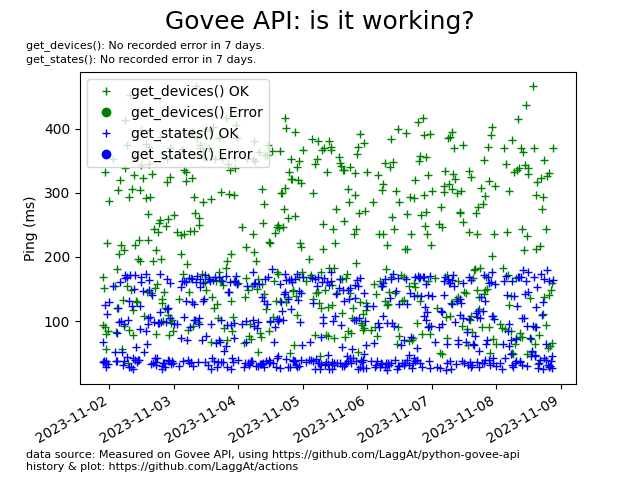 Govee API: is it working?
get_devices(): No recorded error in 7 days.
get_states(): No recorded error in 7 days.
get_devices() OK
get_devices() Error
get_states() OK
get_states() Error
Ping (ms)
400
300
200
100
2023-11-02
2023-11-03
2023-11-04
2023-11-05
2023-11-06
2023-11-07
2023-11-08
2023-11-09
data source: Measured on Govee API, using https://github.com/LaggAt/python-govee-api
history & plot: https://github.com/LaggAt/actions